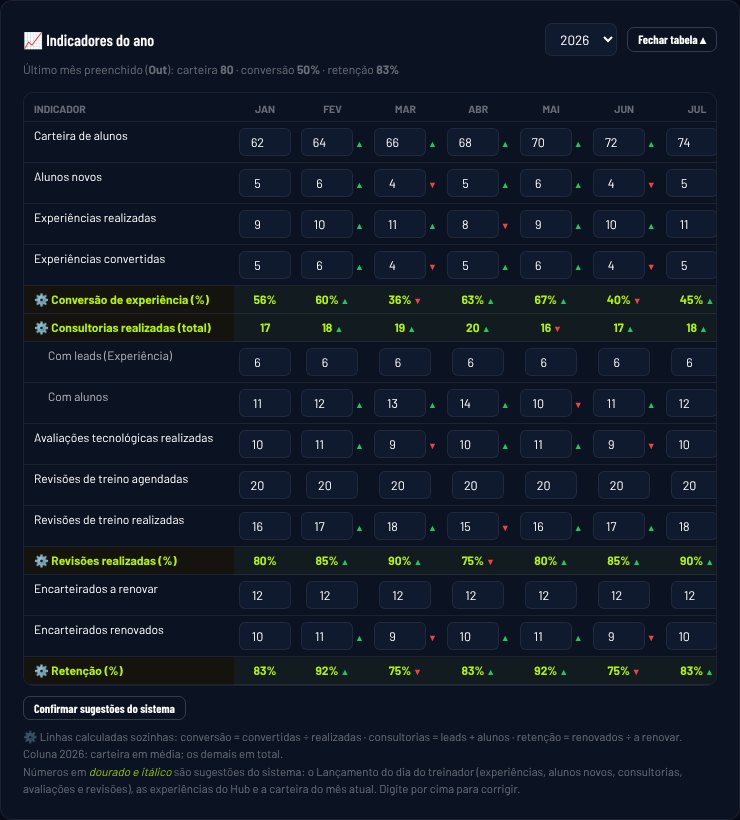 📈 Indicadores do ano 2026 Fechar tabela ▲
Último mês preenchido (Out): carteira 80 · conversão 50% · retenção 83%
INDICADOR JAN FEV MAR ABR MAI JUN JUL
Carteira de alunos 62 64 ▲ 66 ▲ 68 ▲ 70 ▲ 72 ▲ 74
Alunos novos 5 6 ▲ 4 ▼ 5 ▲ 6 ▲ 4 ▼ 5
Experiências realizadas 9 10 ▲ 11 ▲ 8 ▼ 9 ▲ 10 ▲ 11
Experiências convertidas 5 6 ▲ 4 ▼ 5 ▲ 6 ▲ 4 ▼ 5
⚙️ Conversão de experiência (%) 56% 60% ▲ 36% ▼ 63% ▲ 67% ▲ 40% ▼ 45% ▲
⚙️ Consultorias realizadas (total) 17 18 ▲ 19 ▲ 20 ▲ 16 ▼ 17 ▲ 18 ▲
Com leads (Experiência) 6 6 6 6 6 6 6
Com alunos 11 12 ▲ 13 ▲ 14 ▲ 10 ▼ 11 ▲ 12
Avaliações tecnológicas realizadas 10 11 ▲ 9 ▼ 10 ▲ 11 ▲ 9 ▼ 10
Revisões de treino agendadas 20 20 20 20 20 20 20
Revisões de treino realizadas 16 17 ▲ 18 ▲ 15 ▼ 16 ▲ 17 ▲ 18
⚙️ Revisões realizadas (%) 80% 85% ▲ 90% ▲ 75% ▼ 80% ▲ 85% ▲ 90% ▲
Encarteirados a renovar 12 12 12 12 12 12 12
Encarteirados renovados 10 11 ▲ 9 ▼ 10 ▲ 11 ▲ 9 ▼ 10
⚙️ Retenção (%) 83% 92% ▲ 75% ▼ 83% ▲ 92% ▲ 75% ▼ 83% ▲
Confirmar sugestões do sistema
⚙️ Linhas calculadas sozinhas: conversão = convertidas ÷ realizadas · consultorias = leads + alunos · retenção = renovados ÷ a renovar.
Coluna 2026: carteira em média; os demais em total.
Números em dourado e itálico são sugestões do sistema: o Lançamento do dia do treinador (experiências, alunos novos, consultorias,
avaliações e revisões), as experiências do Hub e a carteira do mês atual. Digite por cima para corrigir.